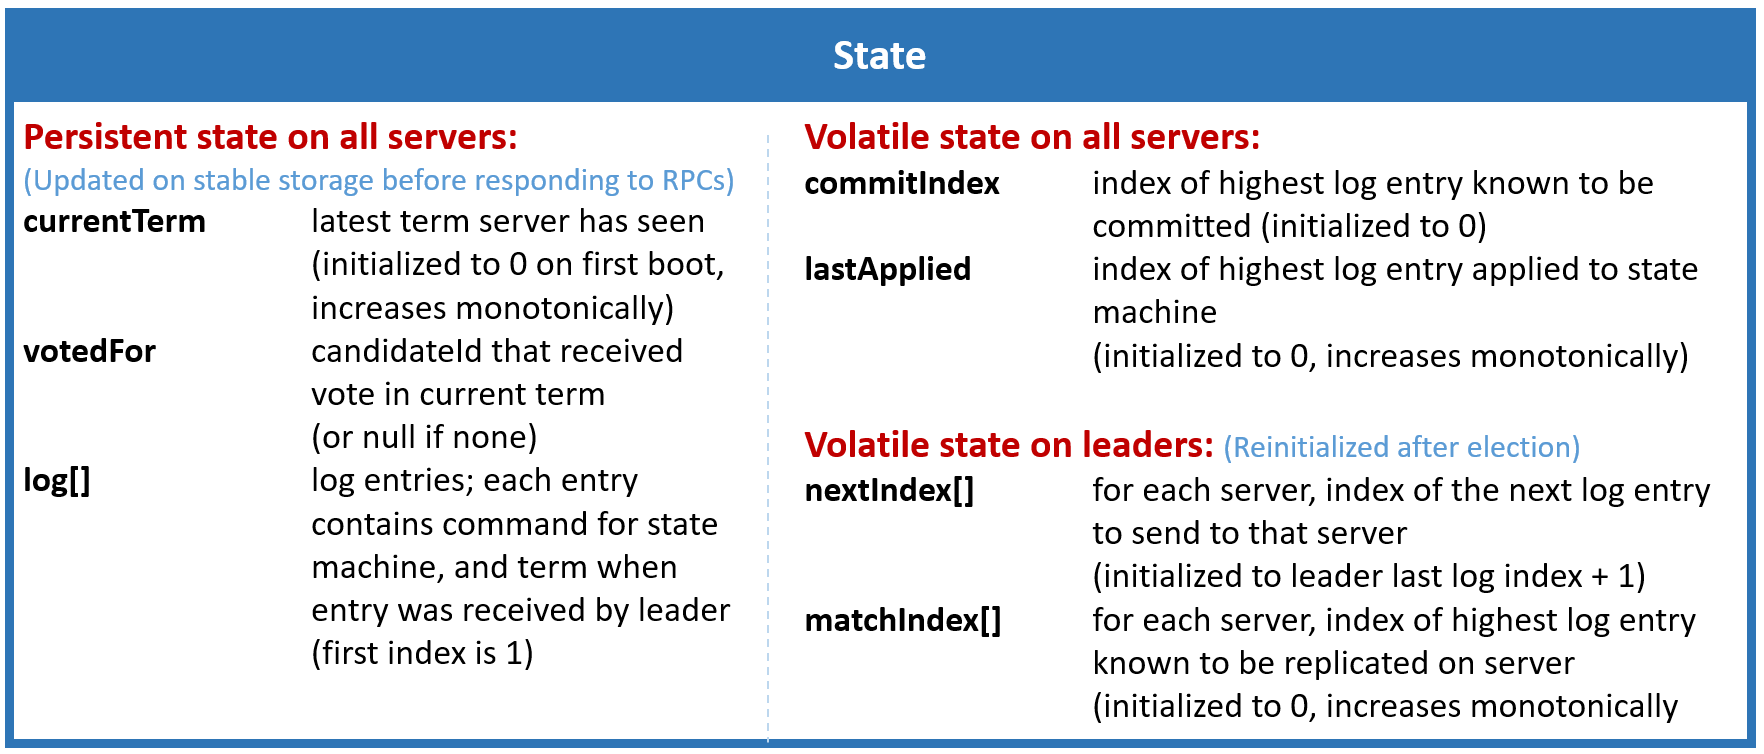 State
Persistent state on all servers:
(Updated on stable storage before responding to RPCs)
currentTerm latest term server has seen
(initialized to 0 on first boot,
increases monotonically)
votedFor candidateId that received
vote in current term
(or null if none)
log[] log entries; each entry
contains command for state
machine, and term when
entry was received by leader
(first index is 1)
Volatile state on all servers:
commitIndex index of highest log entry known to be
committed (initialized to 0)
lastApplied index of highest log entry applied to state
machine
(initialized to 0, increases monotonically)
Volatile state on leaders: (Reinitialized after election)
nextIndex[] for each server, index of the next log entry
to send to that server
(initialized to leader last log index + 1)
matchIndex[] for each server, index of highest log entry
known to be replicated on server
(initialized to 0, increases monotonically